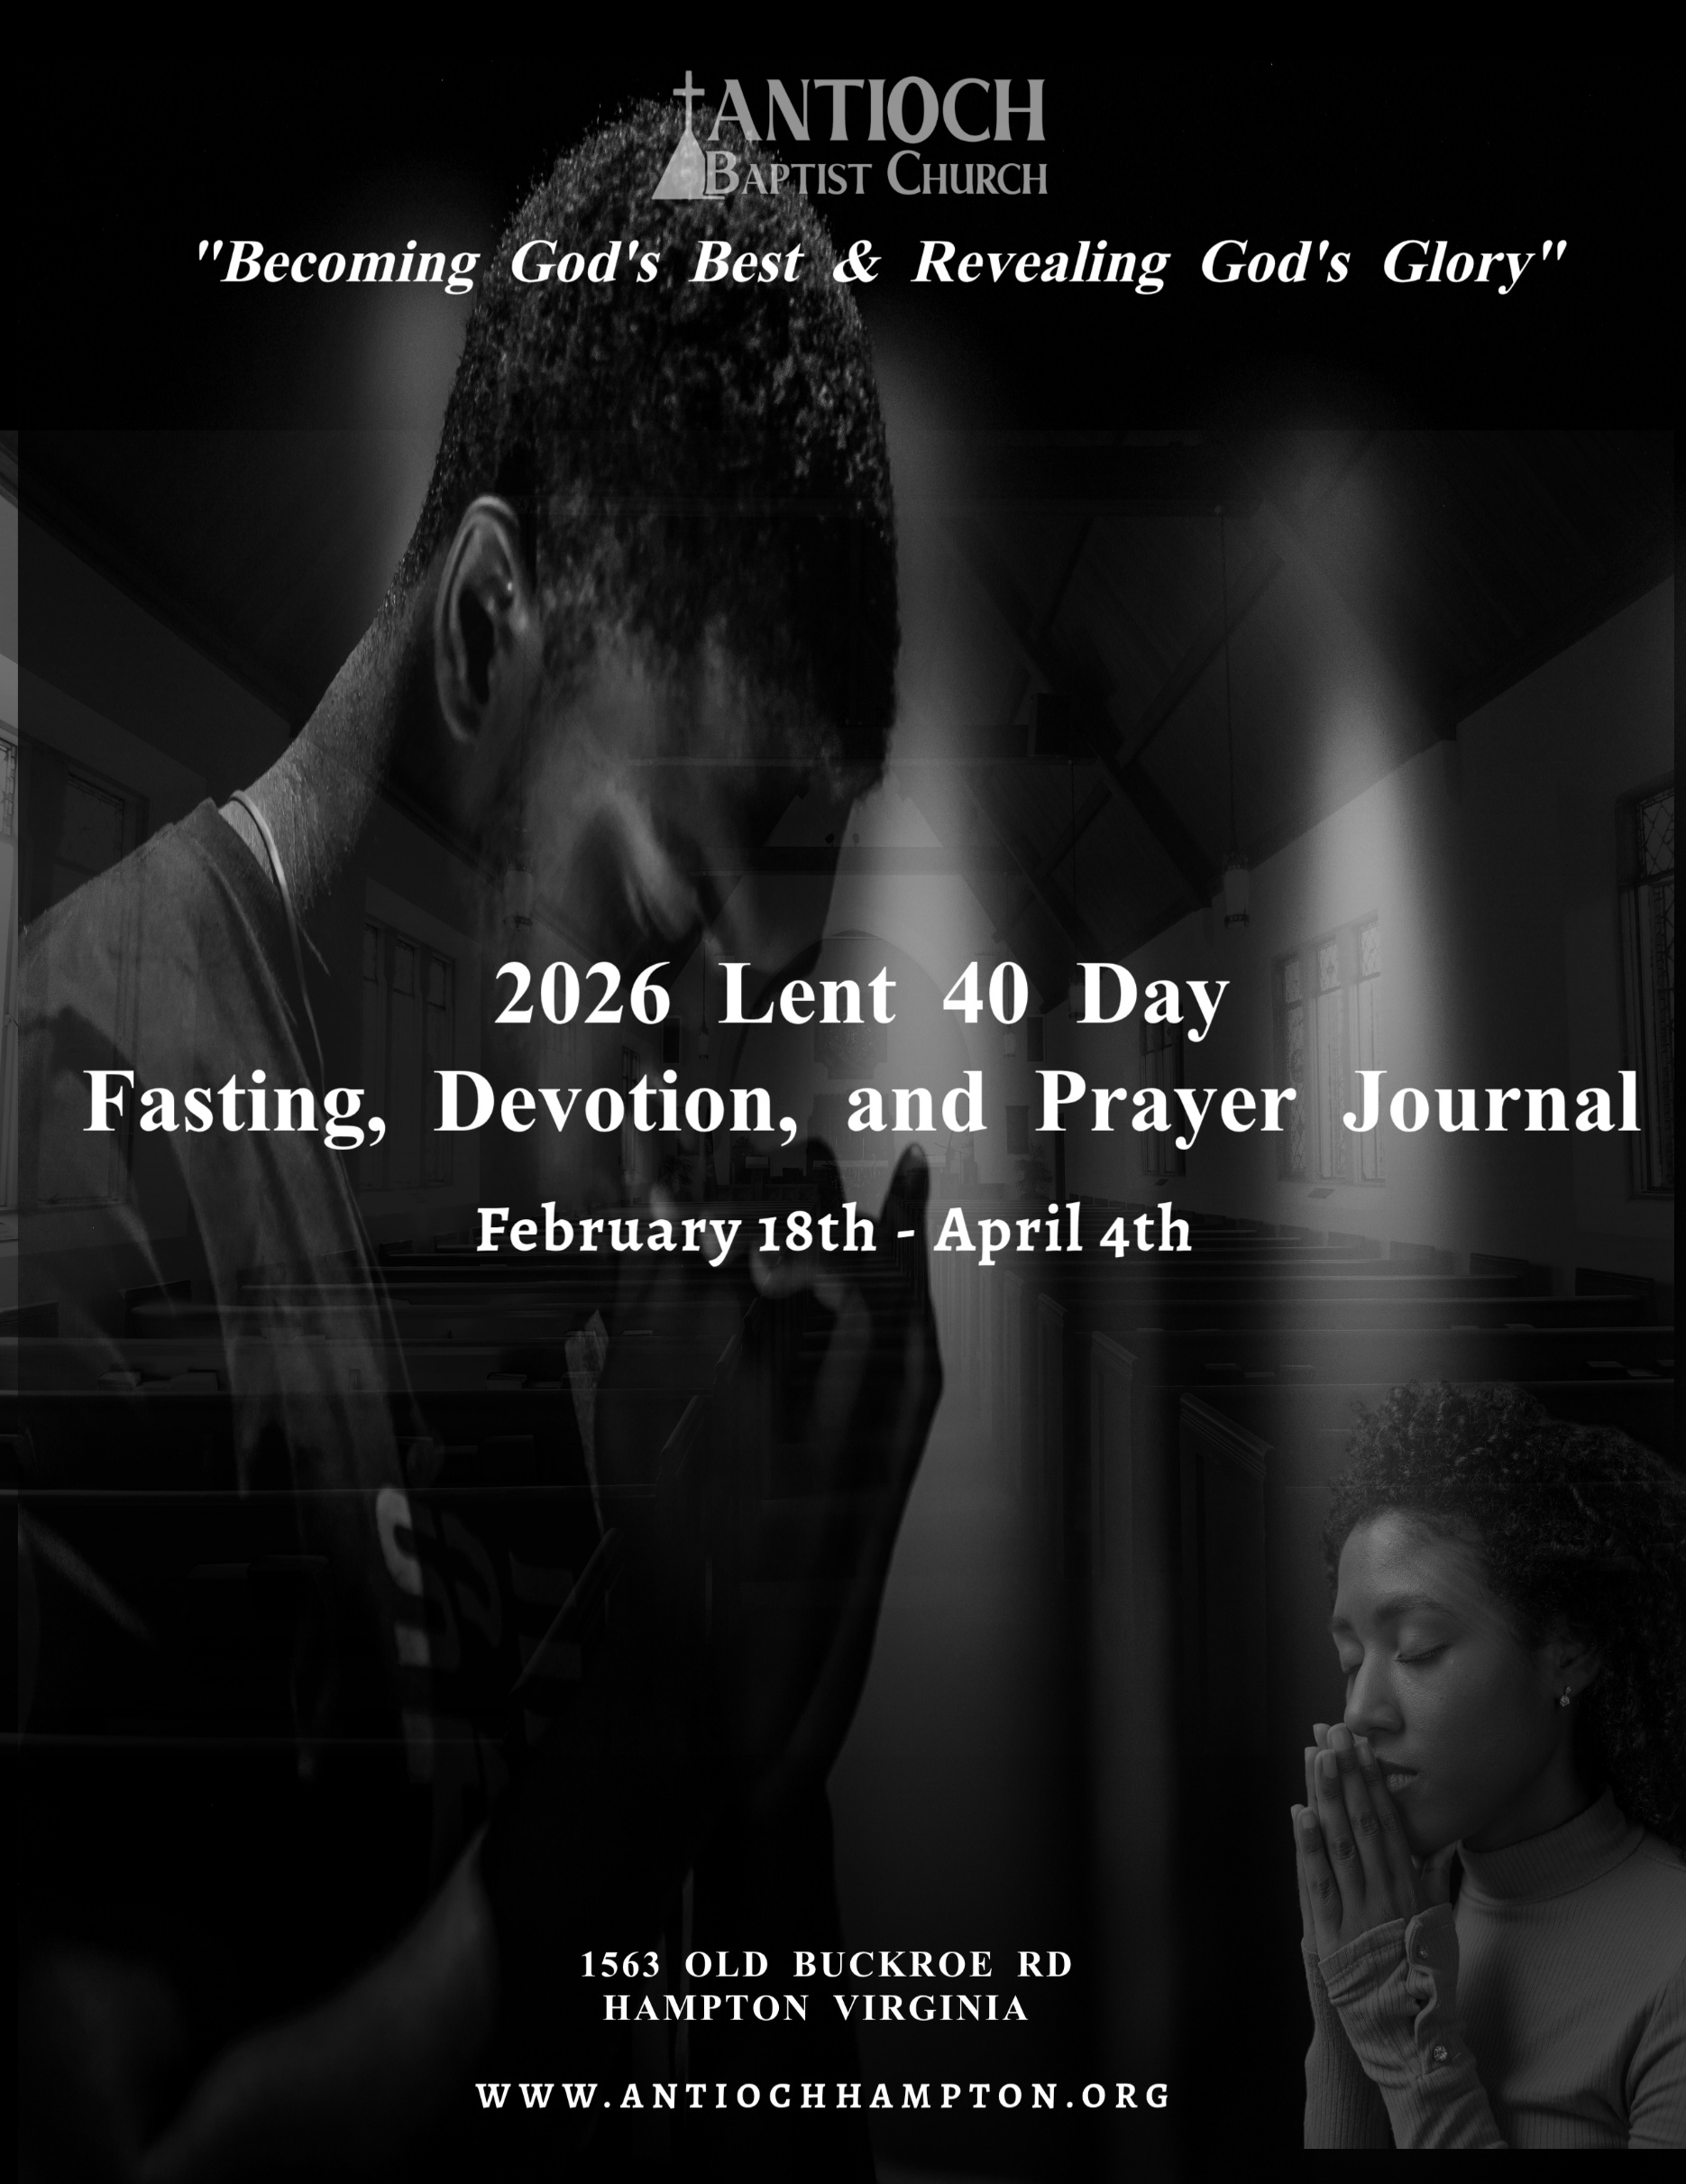 ANTIOCH
BAPTIST CHURCH
"Becoming God's Best & Revealing God's Glory"
2026 Lent 40 Day
Fasting, Devotion, and Prayer Journal
February 18th - April 4th
1563 OLD BUCKROE RD
HAMPTON VIRGINIA
WWW.ANTIOCHHAMPTON.ORG